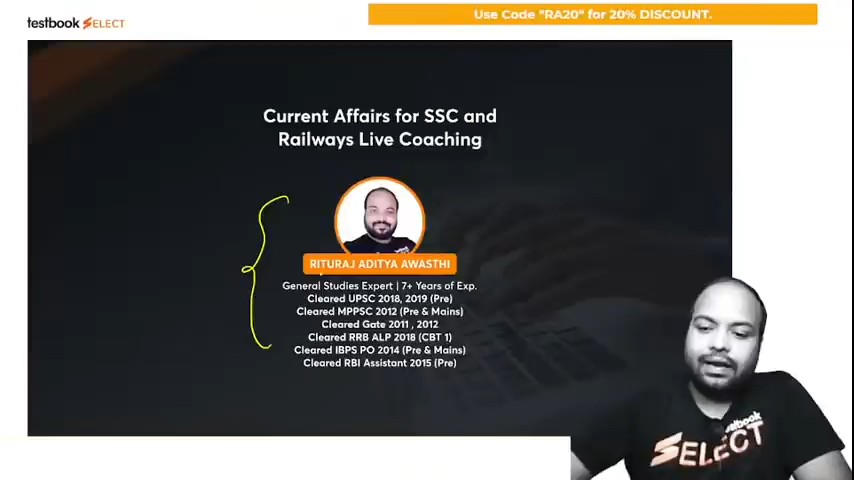 testbook SELECT
Use Code "RA20" for 20% DISCOUNT.
Current Affairs for SSC and
Railways Live Coaching
RITURAJ ADITYA AWASTHI
General Studies Expert | 7+ Years of Exp.
Cleared UPSC 2018, 2019 (Pre)
Cleared MPPSC 2012 (Pre & Mains)
Cleared Gate 2011 , 2012
Cleared RRB ALP 2018 (CBT 1)
Cleared IBPS PO 2014 (Pre & Mains)
Cleared RBI Assistant 2015 (Pre)
testbook
SELECT